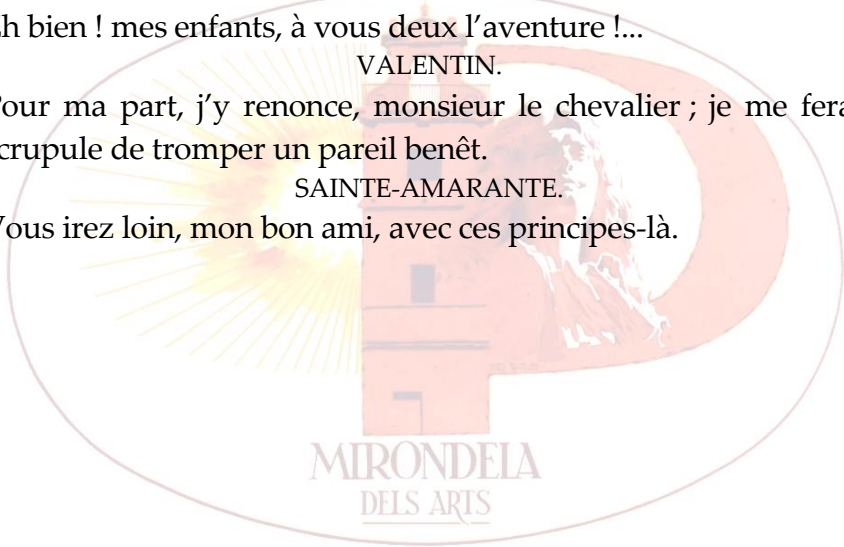 h bien ! mes enfants, à vous deux l’aventure !...
VALENTIN.
our ma part, j’y renonce, monsieur le chevalier ; je me fera
crupule de tromper un pareil benêt.
SAINTE-AMARANTE.
ous irez loin, mon bon ami, avec ces principes-là.
MIRONDELA
DELS ARTS